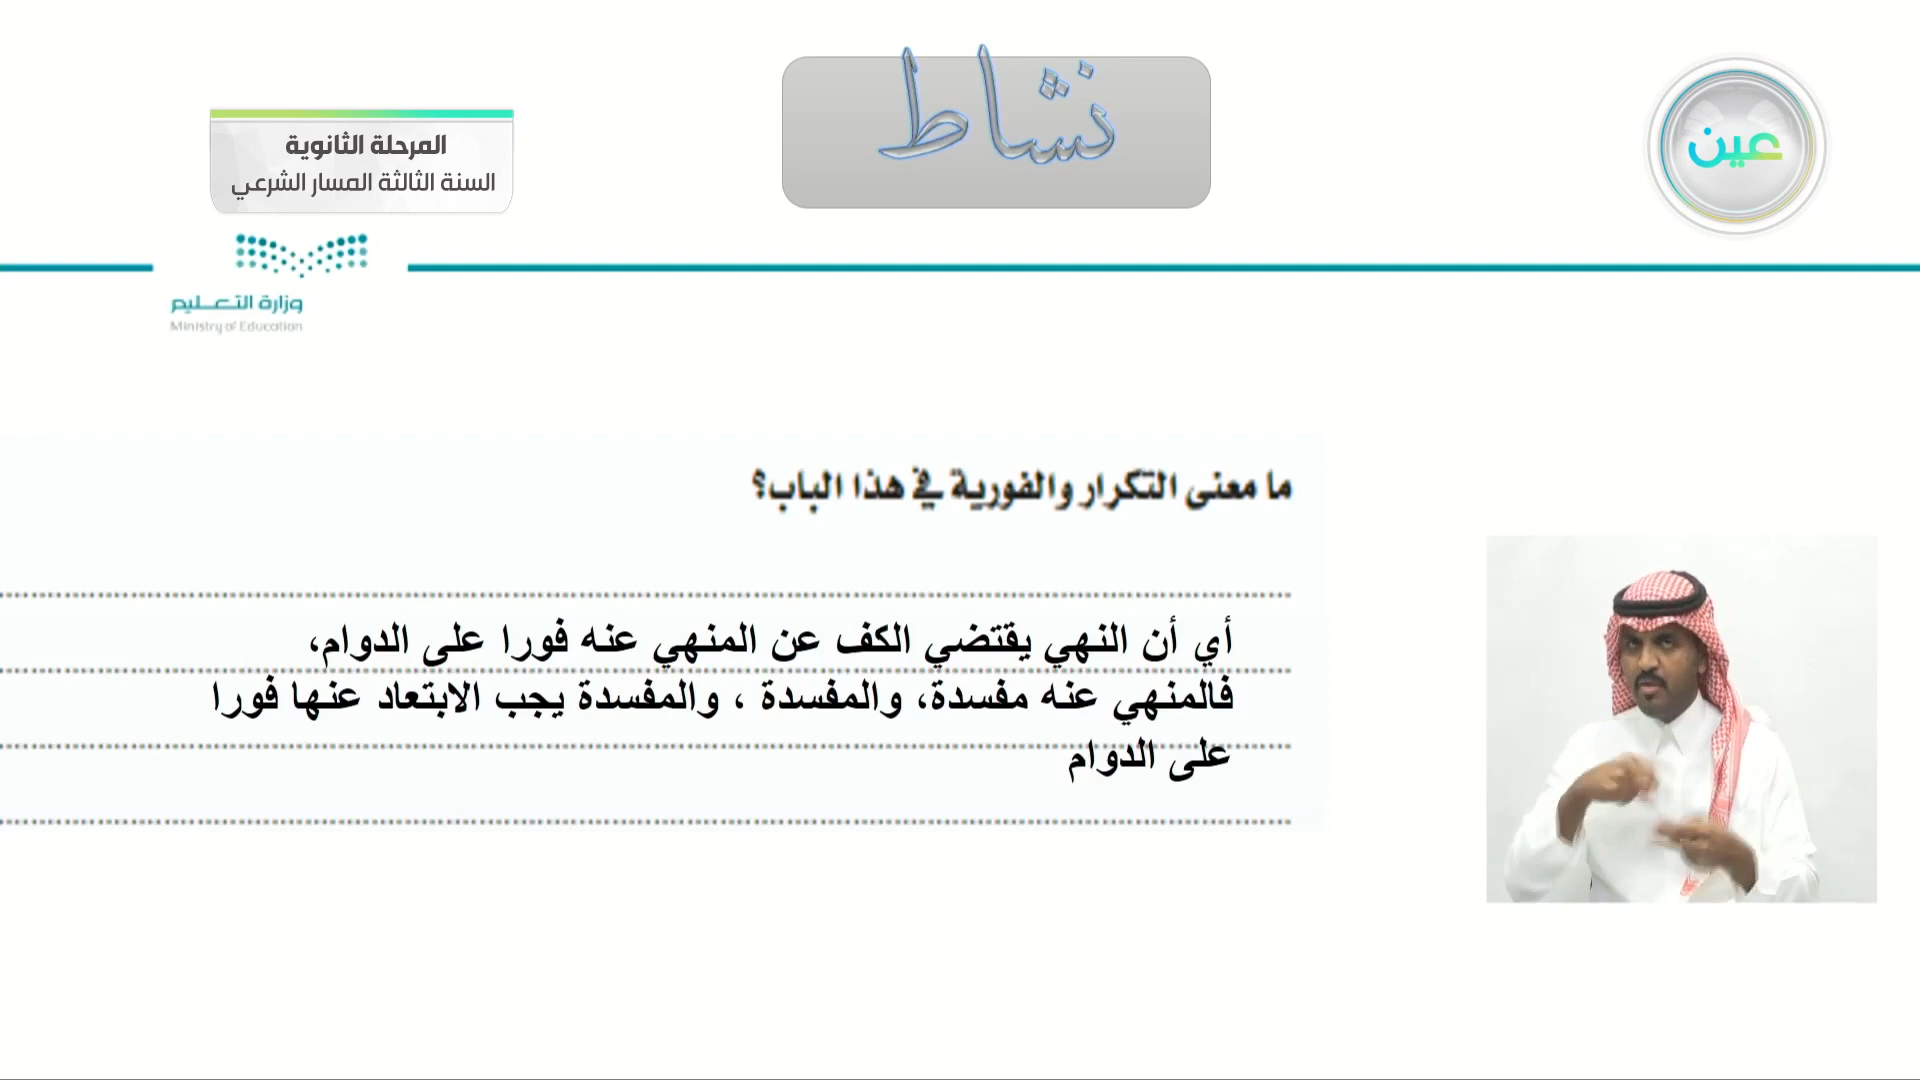 نشاط
عين
المرحلة الثانوية
السنة الثالثة المسار الشرعي
وزارة التعليم
Ministry of Education
ما معنى التكرار والفورية في هذا الباب؟
أي أن النهي يقتضي الكف عن المنهي عنه فورا على الدوام،
فالمنهي عنه مفسدة، والمفسدة ، والمفسدة يجب الابتعاد عنها فورا
على الدوام